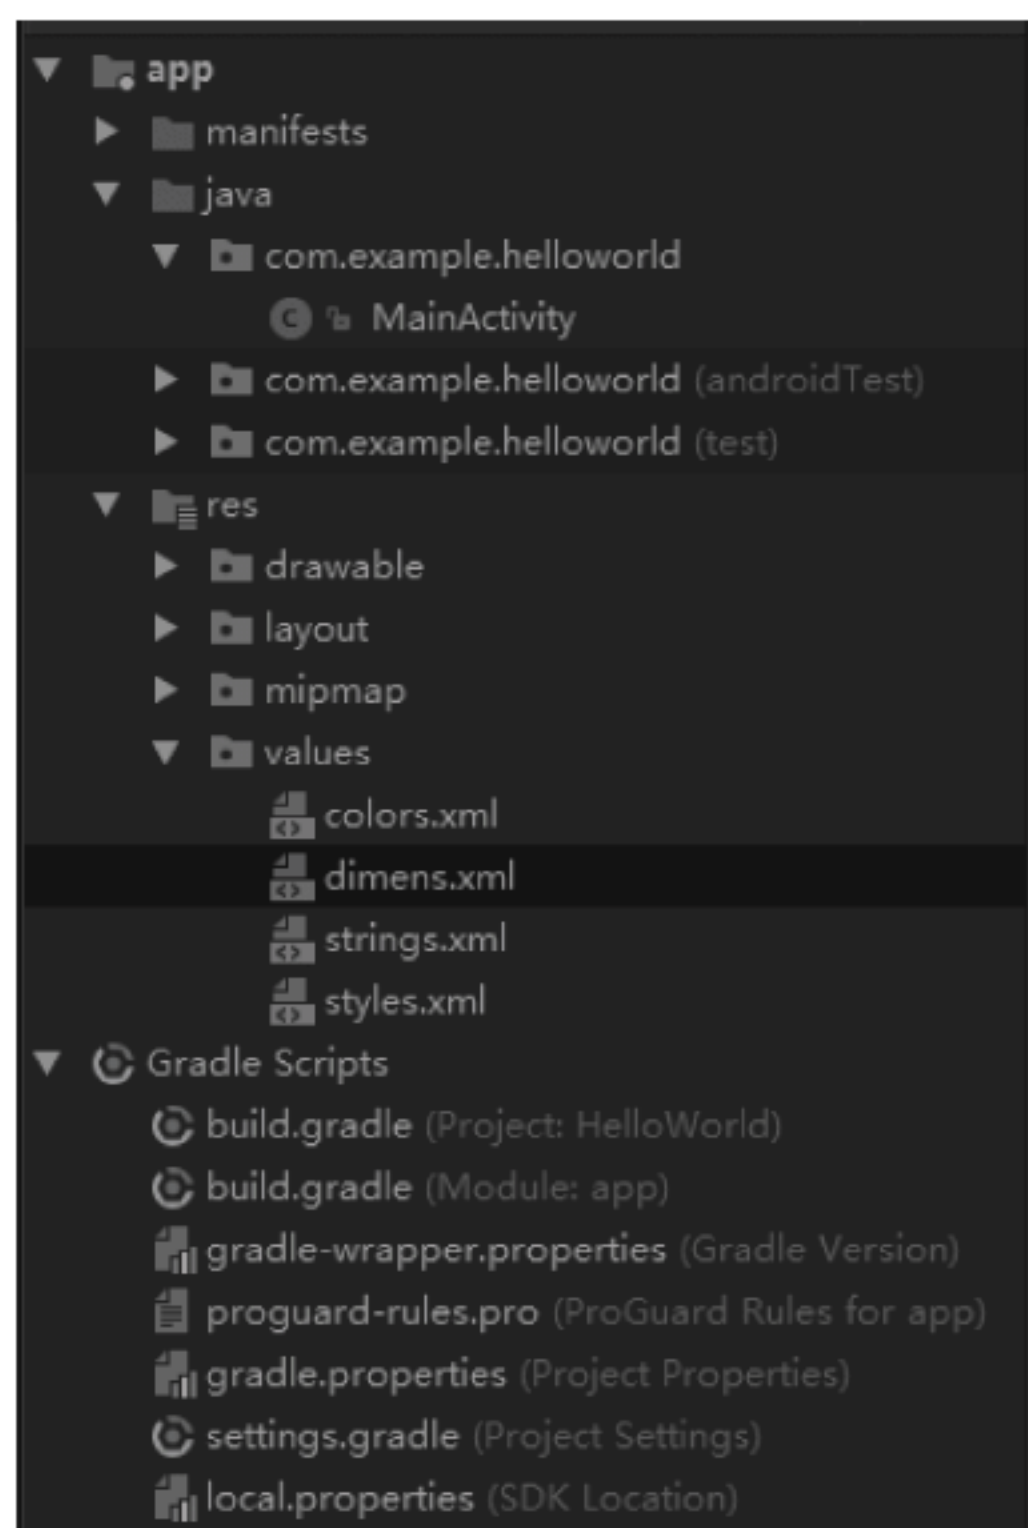 app
manifests
java
com.example.helloworld
C MainActivity
com.example.helloworld (androidTest)
com.example.helloworld (test)
res
drawable
layout
mipmap
values
colors.xml
dimens.xml
strings.xml
styles.xml
Gradle Scripts
build.gradle (Project: HelloWorld)
build.gradle (Module: app)
gradle-wrapper.properties (Gradle Version)
proguard-rules.pro (ProGuard Rules for app)
gradle.properties (Project Properties)
settings.gradle (Project Settings)
local.properties (SDK Location)